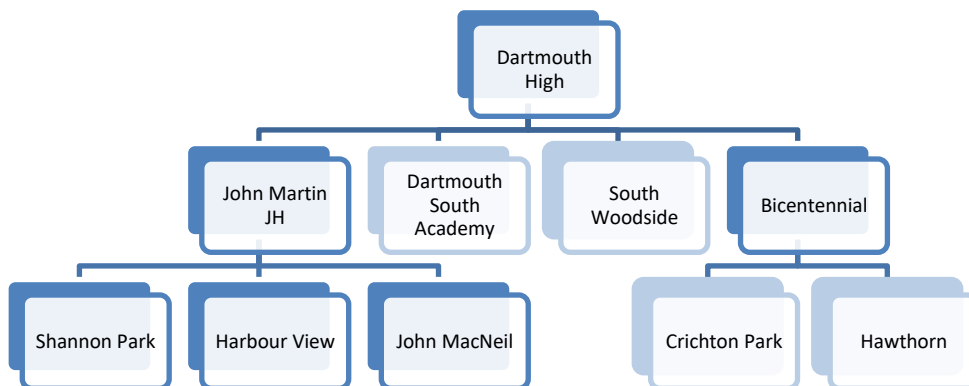 Dartmouth
High
John Martin
JH
Dartmouth
South
Academy
South
Woodside
Bicentennial
Shannon Park
Harbour View
John MacNeil
Crichton Park
Hawthorn